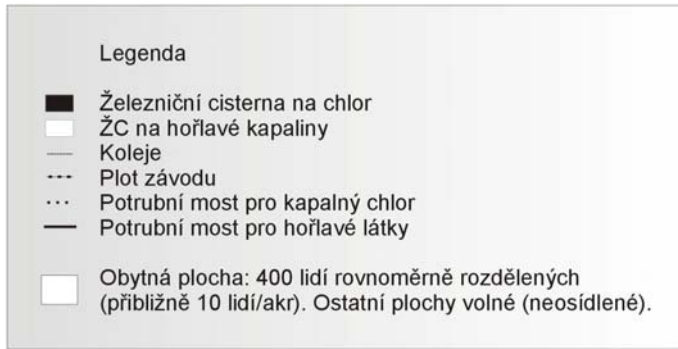 Legenda
Železniční cisterna na chlor
ŽC na hořlavé kapaliny
Koleje
Plot závodu
Potrubní most pro kapalný chlor
Potrubní most pro hořlavé látky
Obytná plocha: 400 lidí rovnoměrně rozdělených
(přibližně 10 lidí/akr). Ostatní plochy volné (neosídlené).